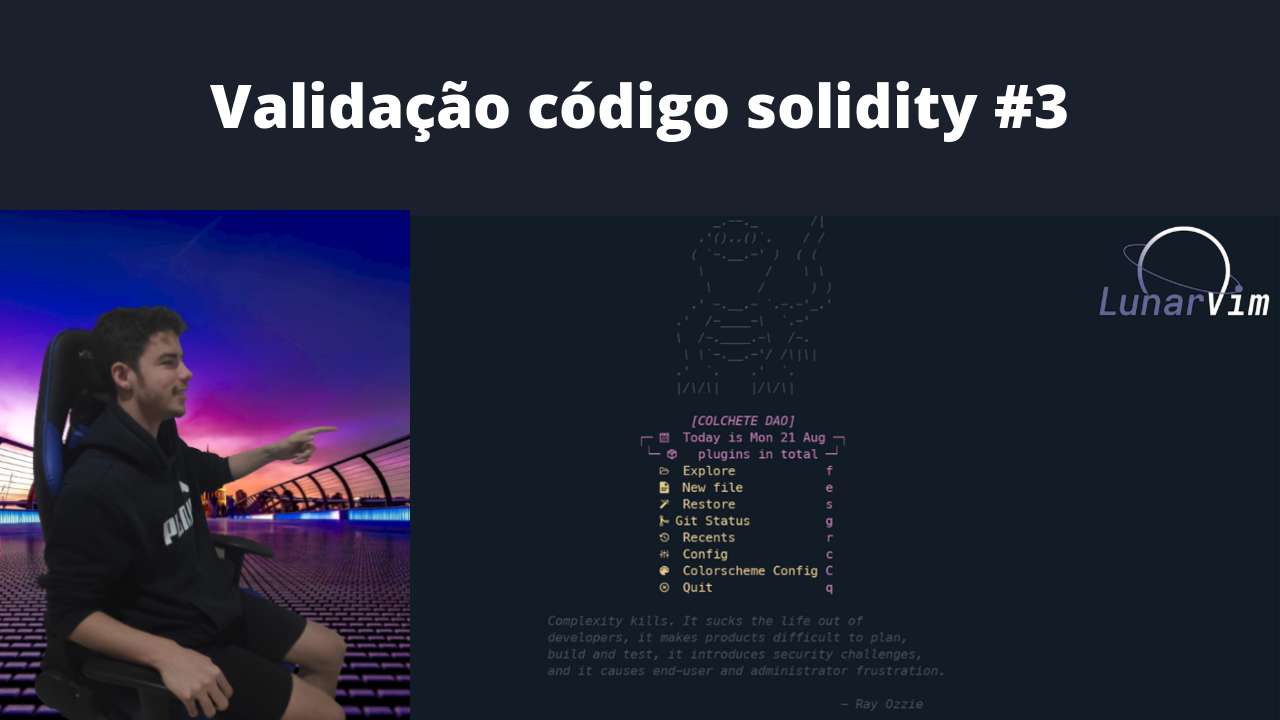 Validação código solidity #3
LunarVim
[COLCHETE DAO]
Today is Mon 21 Aug
plugins in total
Explore f
New file e
Restore s
Git Status g
Recents r
Config c
Colorscheme Config C
Quit q
Complexity kills. It sucks the life out of
developers, it makes products difficult to plan,
build and test, it introduces security challenges,
and it causes end-user and administrator frustration.
- Ray Ozzie